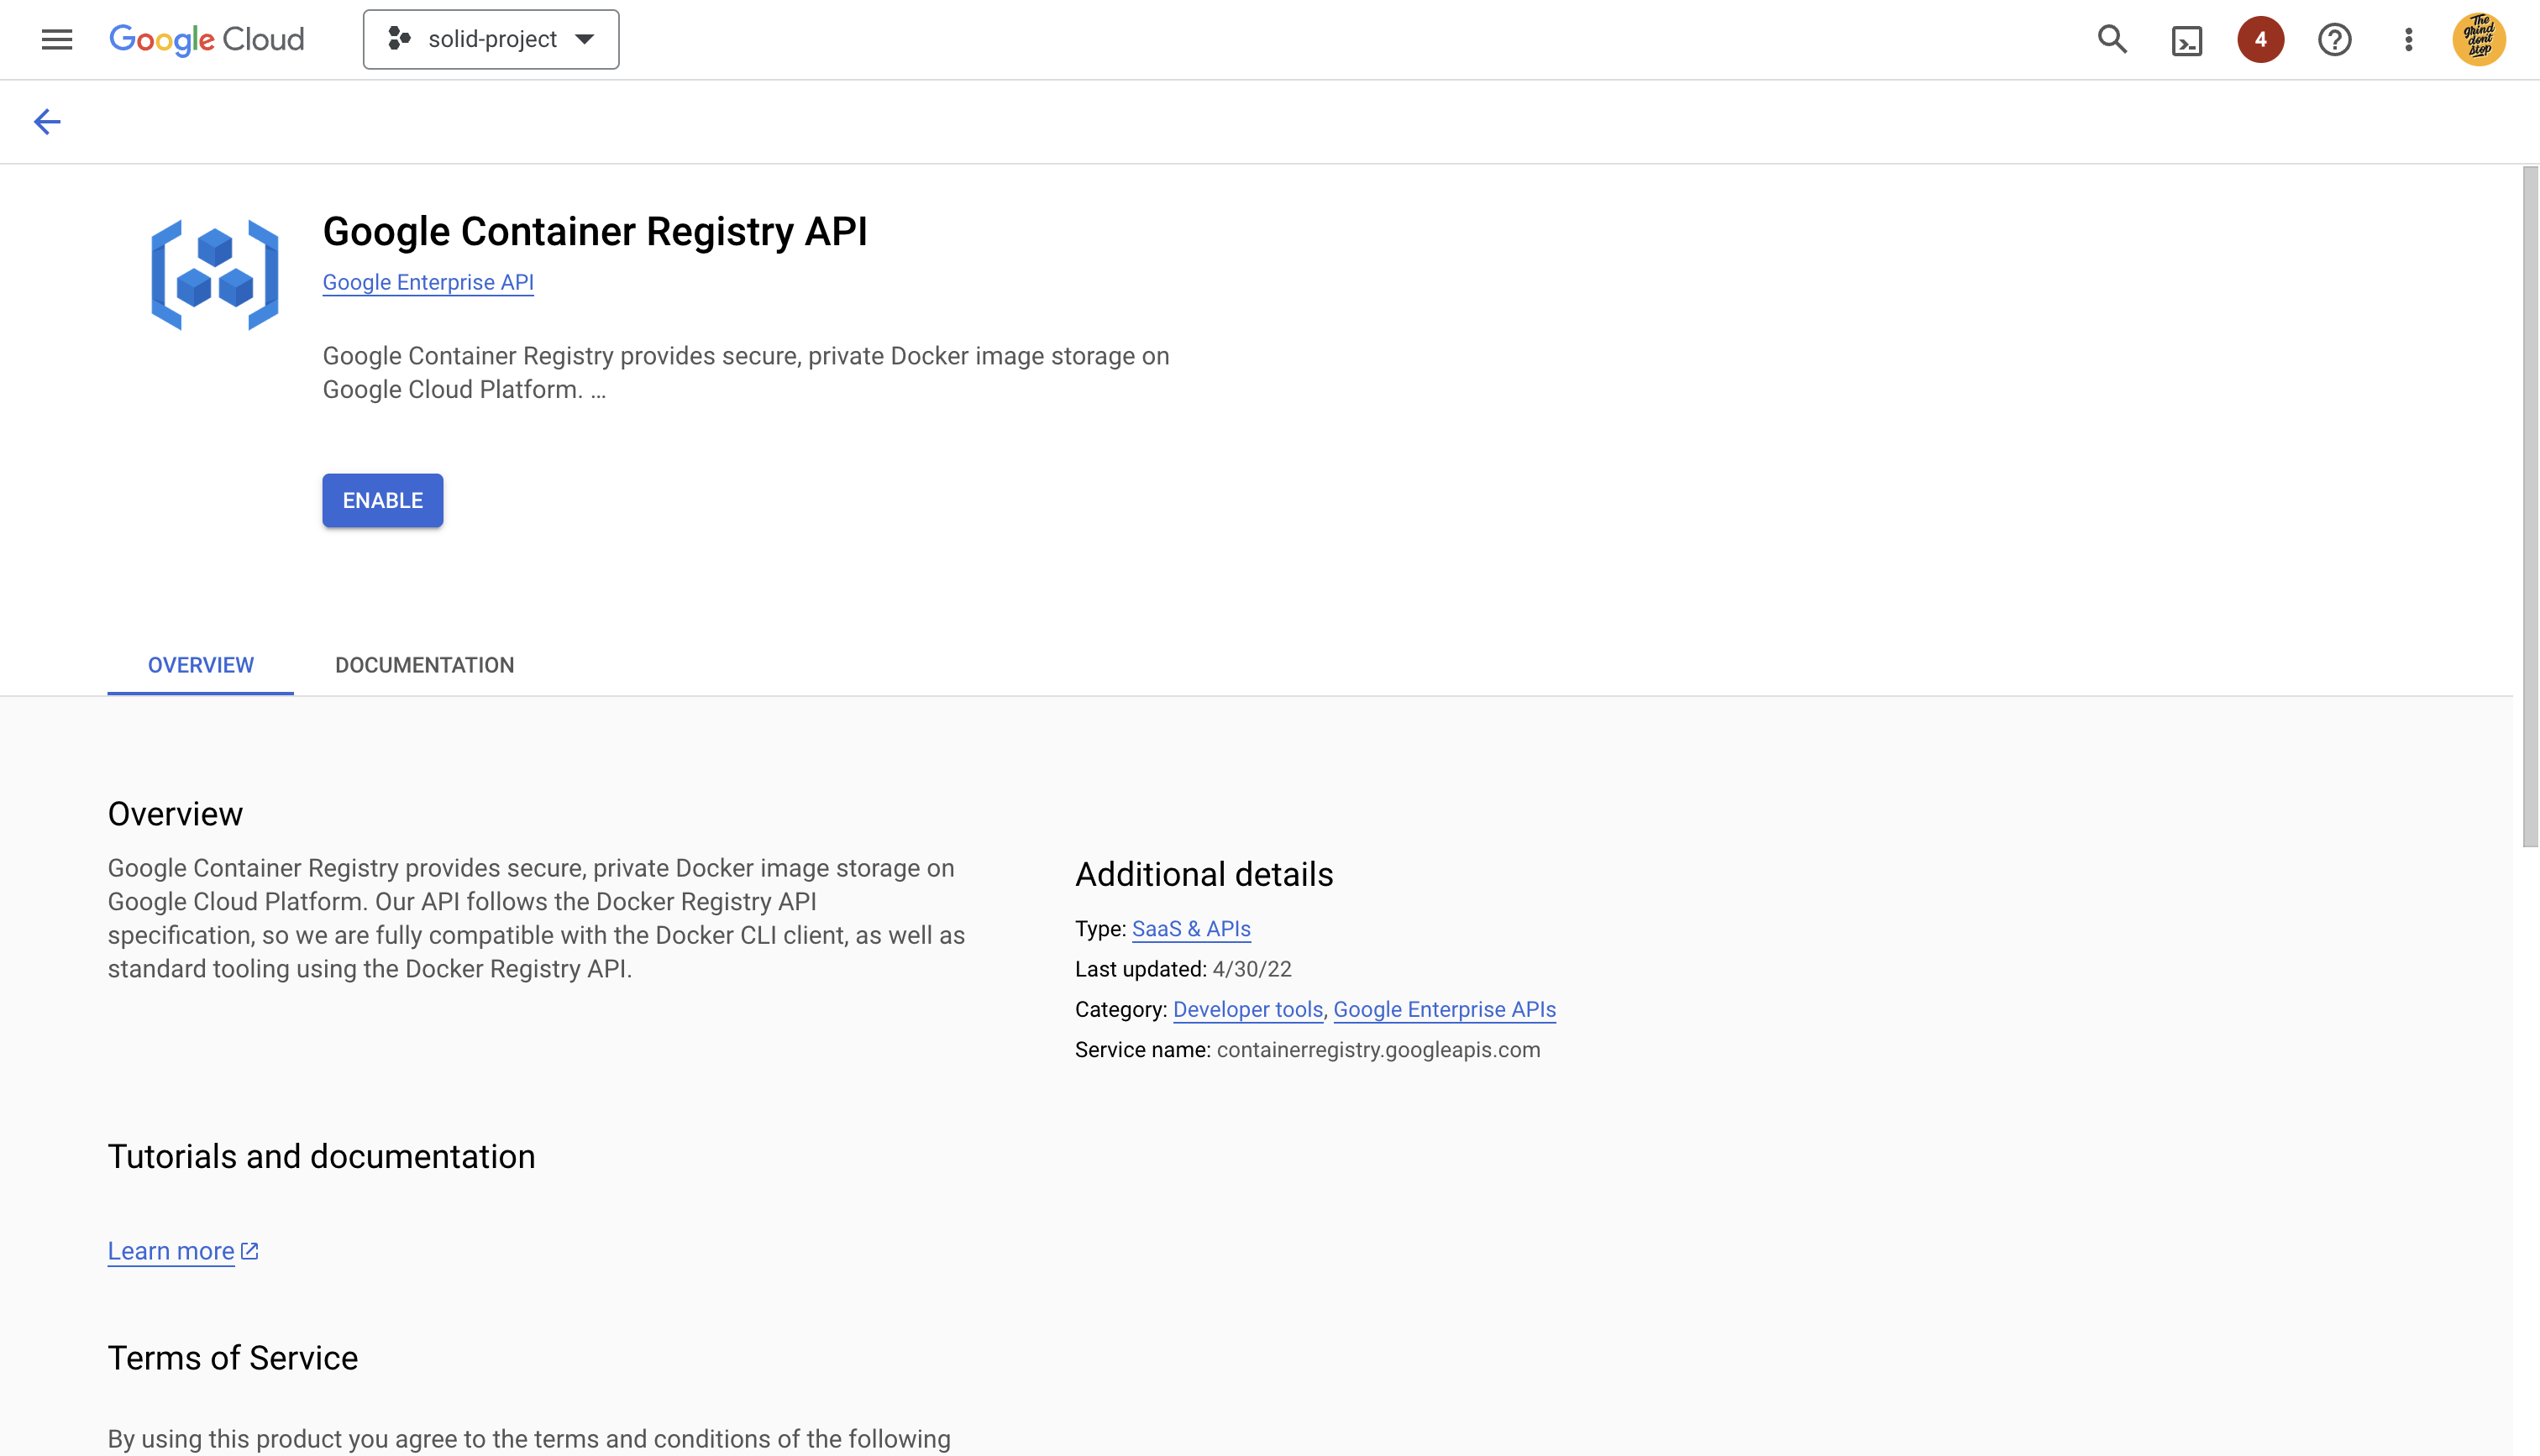 Google Cloud
solid-project
4
The grind dont stop
Google Container Registry API
Google Enterprise API
Google Container Registry provides secure, private Docker image storage on
Google Cloud Platform. ...
ENABLE
OVERVIEW
DOCUMENTATION
Overview
Google Container Registry provides secure, private Docker image storage on
Google Cloud Platform. Our API follows the Docker Registry API
specification, so we are fully compatible with the Docker CLI client, as well as
standard tooling using the Docker Registry API.
Additional details
Type: SaaS & APIs
Last updated: 4/30/22
Category: Developer tools, Google Enterprise APIs
Service name: containerregistry.googleapis.com
Tutorials and documentation
Learn more
Terms of Service
By using this product you agree to the terms and conditions of the following